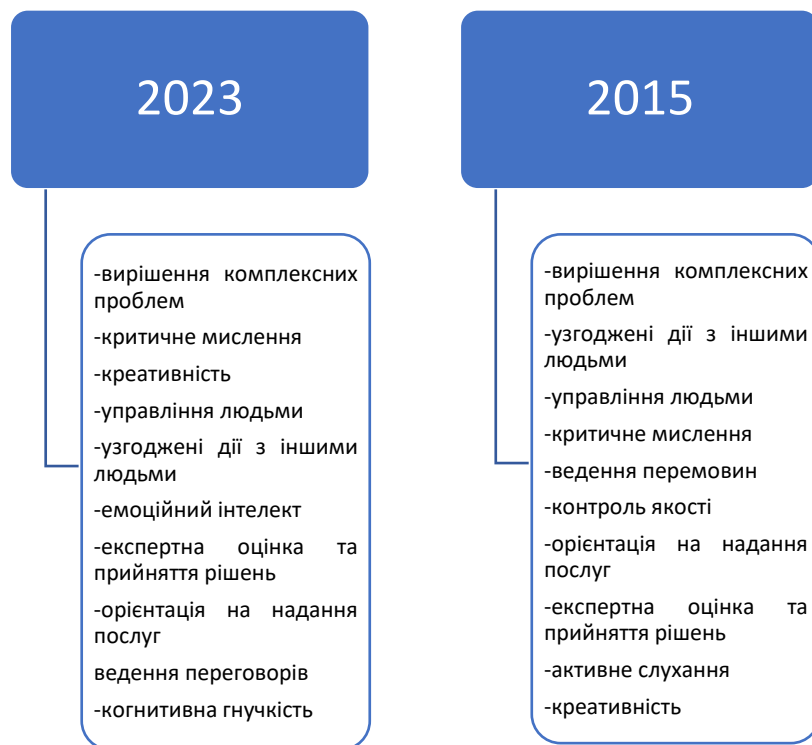 2023
-вирішення комплексних
проблем
-критичне мислення
-креативність
-управління людьми
-узгоджені дії з іншими
людьми
-емоційний інтелект
-експертна оцінка та
прийняття рішень
-орієнтація на надання
послуг
ведення переговорів
-когнитивна гнучкість
2015
-вирішення комплексних
проблем
-узгоджені дії з іншими
людьми
-управління людьми
-критичне мислення
-ведення перемовин
-контроль якості
-орієнтація на надання
послуг
-експертна оцінка та
прийняття рішень
-активне слухання
-креативність